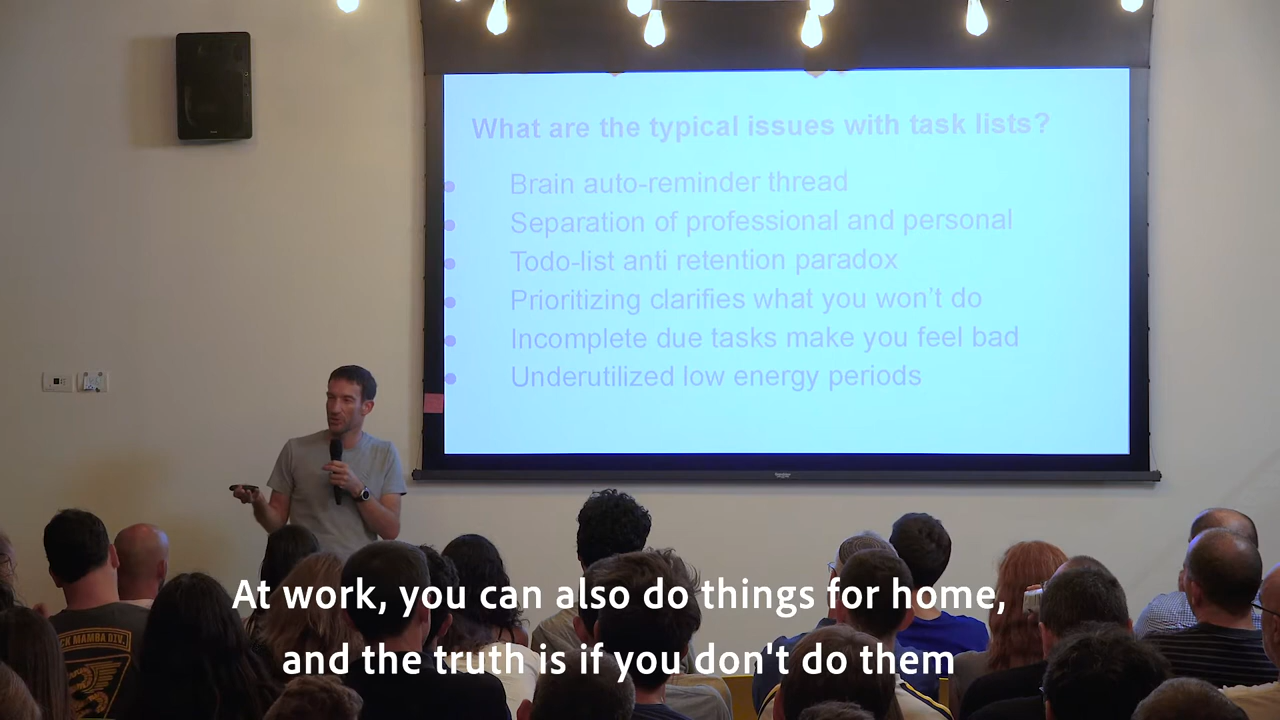 What are the typical issues with task lists?
Brain auto-reminder thread
Separation of professional and personal
Todo-list anti retention paradox
Prioritizing clarifies what you won't do
Incomplete due tasks make you feel bad
Underutilized low energy periods
MAMBA DIV.
At work, you can also do things for home,
and the truth is if you don't do them